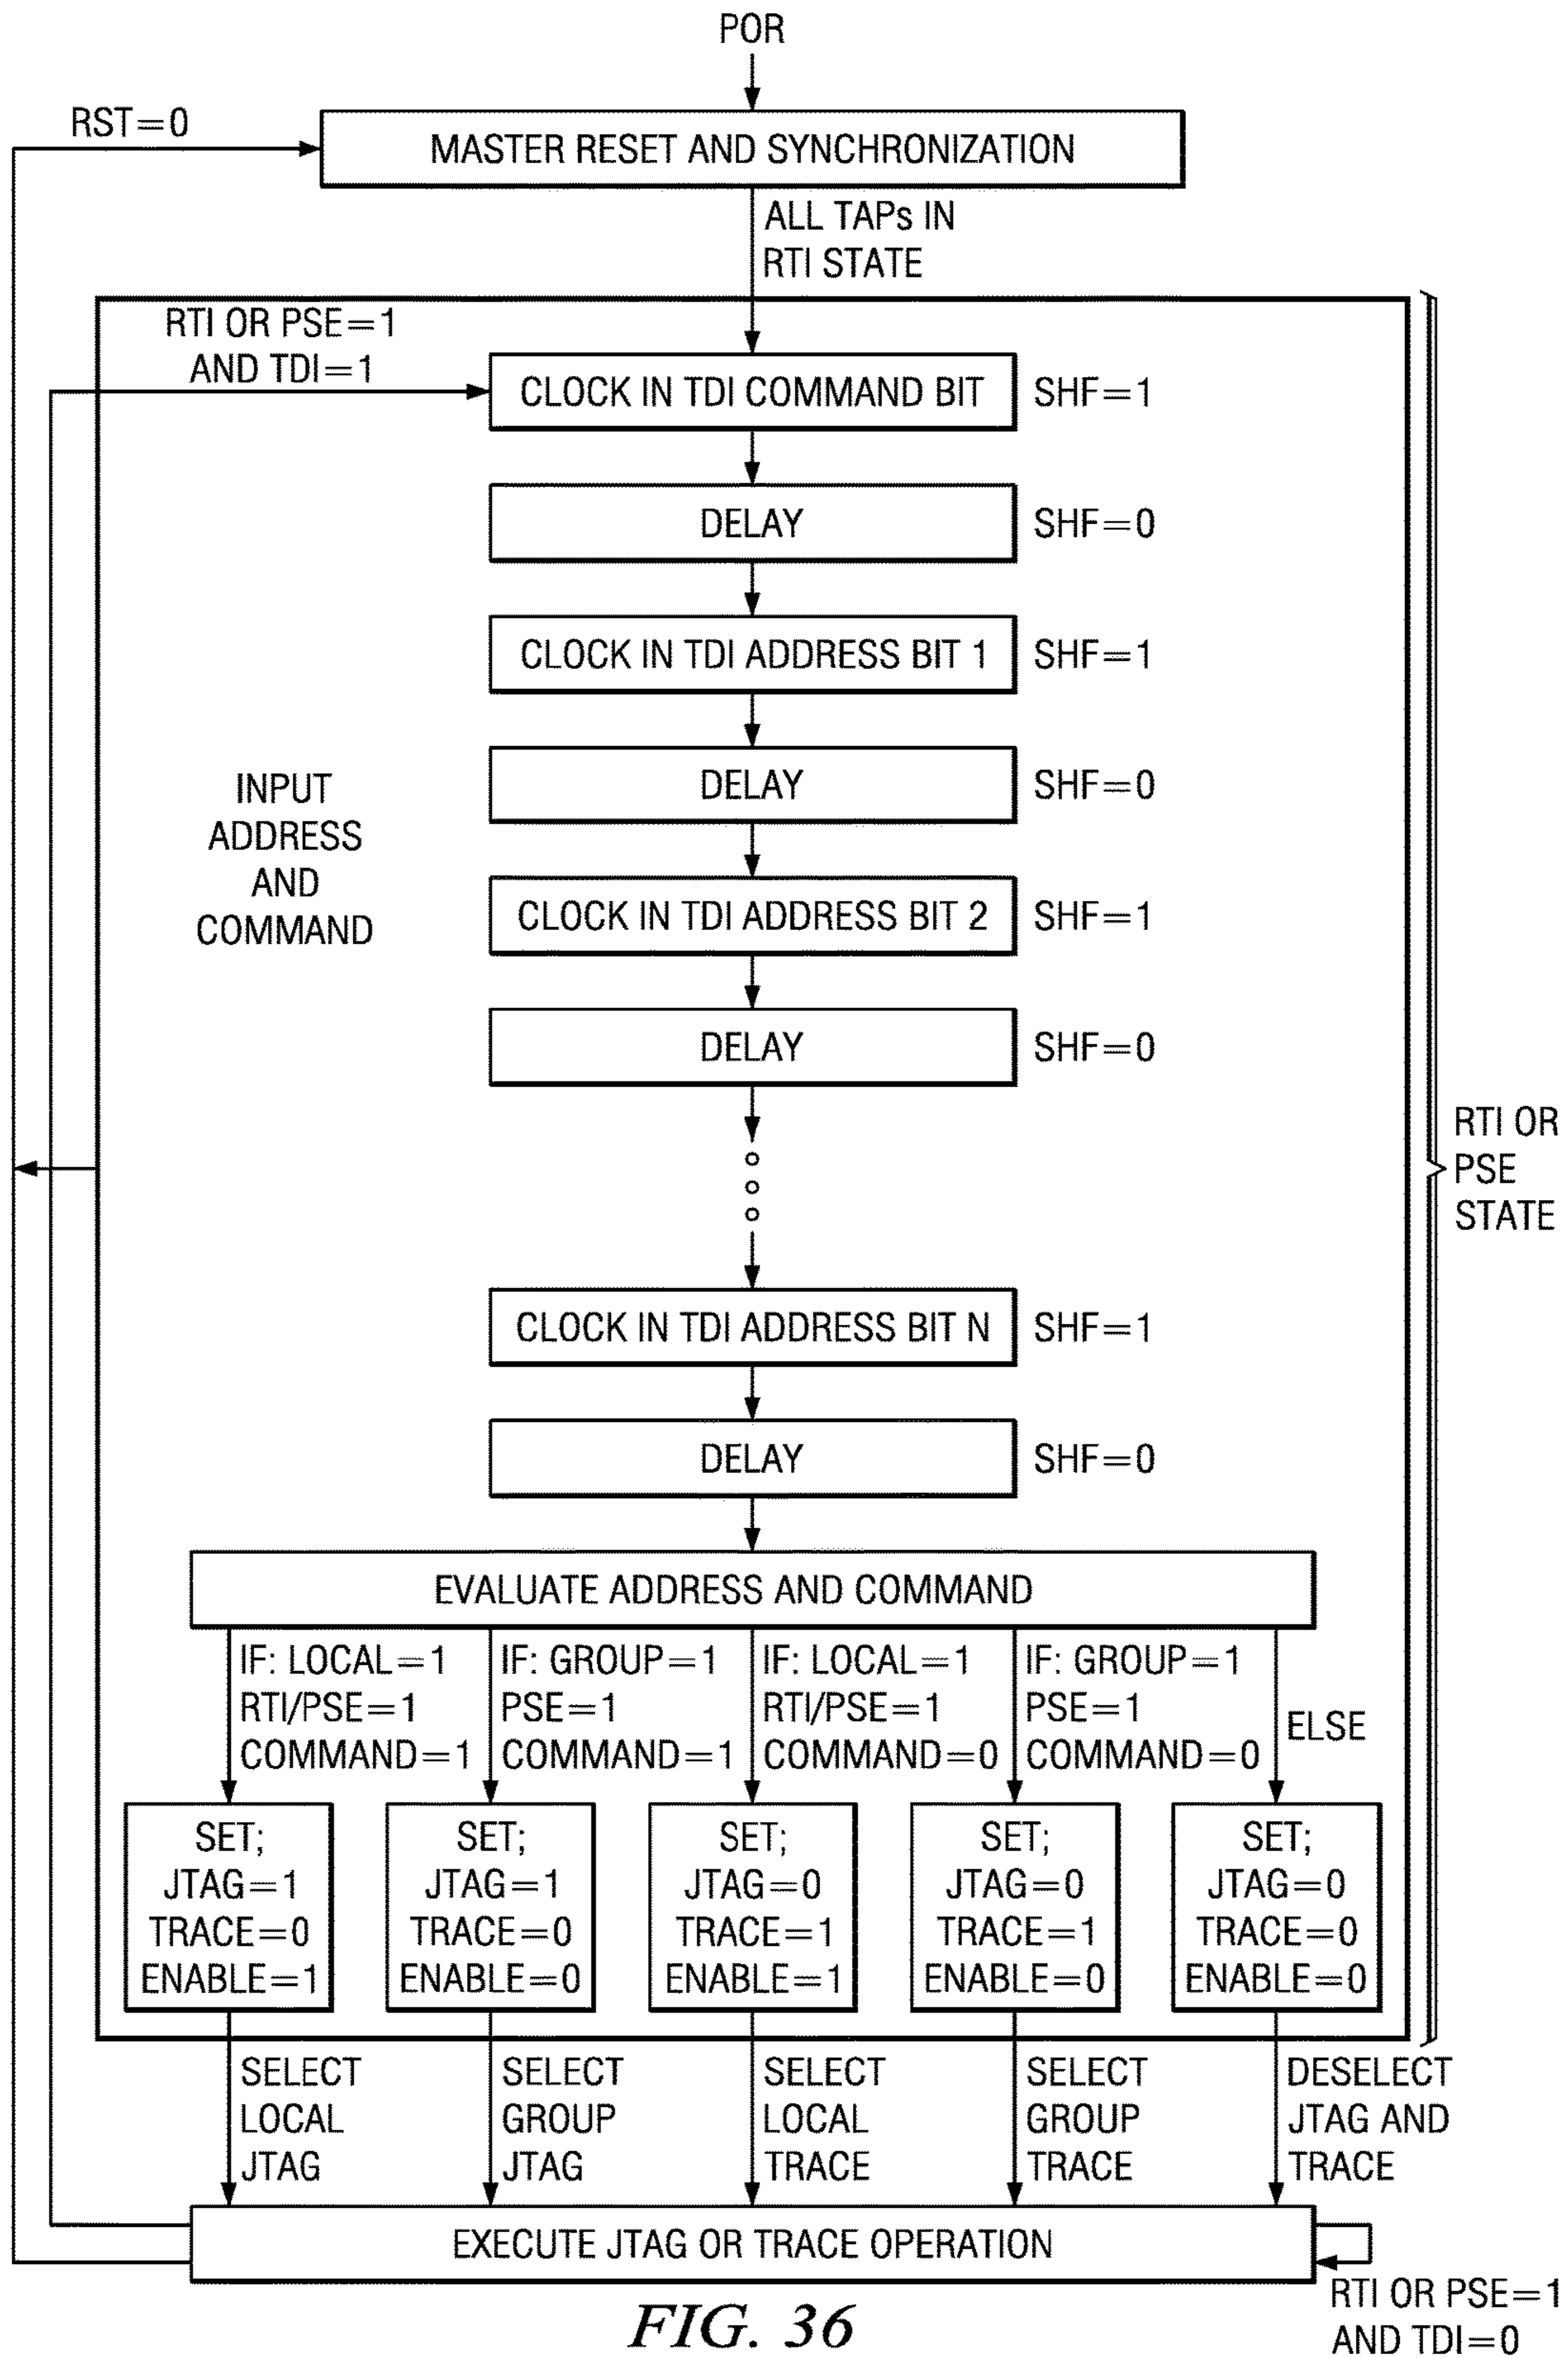 POR
RST=0
MASTER RESET AND SYNCHRONIZATION
ALL TAPs IN
RTI STATE
RTI OR PSE=1
AND TDI=1
CLOCK IN TDI COMMAND BIT
SHF=1
DELAY
SHF=0
CLOCK IN TDI ADDRESS BIT 1
SHF=1
DELAY
SHF=0
INPUT
ADDRESS
AND
COMMAND
CLOCK IN TDI ADDRESS BIT 2
SHF=1
DELAY
SHF=0
RTI OR
PSE
STATE
CLOCK IN TDI ADDRESS BIT N
SHF=1
DELAY
SHF=0
EVALUATE ADDRESS AND COMMAND
IF: LOCAL=1
RTI/PSE=1
COMMAND=1
IF: GROUP=1
PSE=1
COMMAND=1
IF: LOCAL=1
RTI/PSE=1
COMMAND=0
IF: GROUP=1
PSE=1
COMMAND=0
ELSE
SET;
JTAG=1
TRACE=0
ENABLE=1
SET;
JTAG=1
TRACE=0
ENABLE=0
SET;
JTAG=0
TRACE=1
ENABLE=1
SET;
JTAG=0
TRACE=1
ENABLE=0
SET;
JTAG=0
TRACE=0
ENABLE=0
SELECT
LOCAL
JTAG
SELECT
GROUP
JTAG
SELECT
LOCAL
TRACE
SELECT
GROUP
TRACE
DESELECT
JTAG AND
TRACE
EXECUTE JTAG OR TRACE OPERATION
RTI OR PSE=1
AND TDI=0
FIG. 36